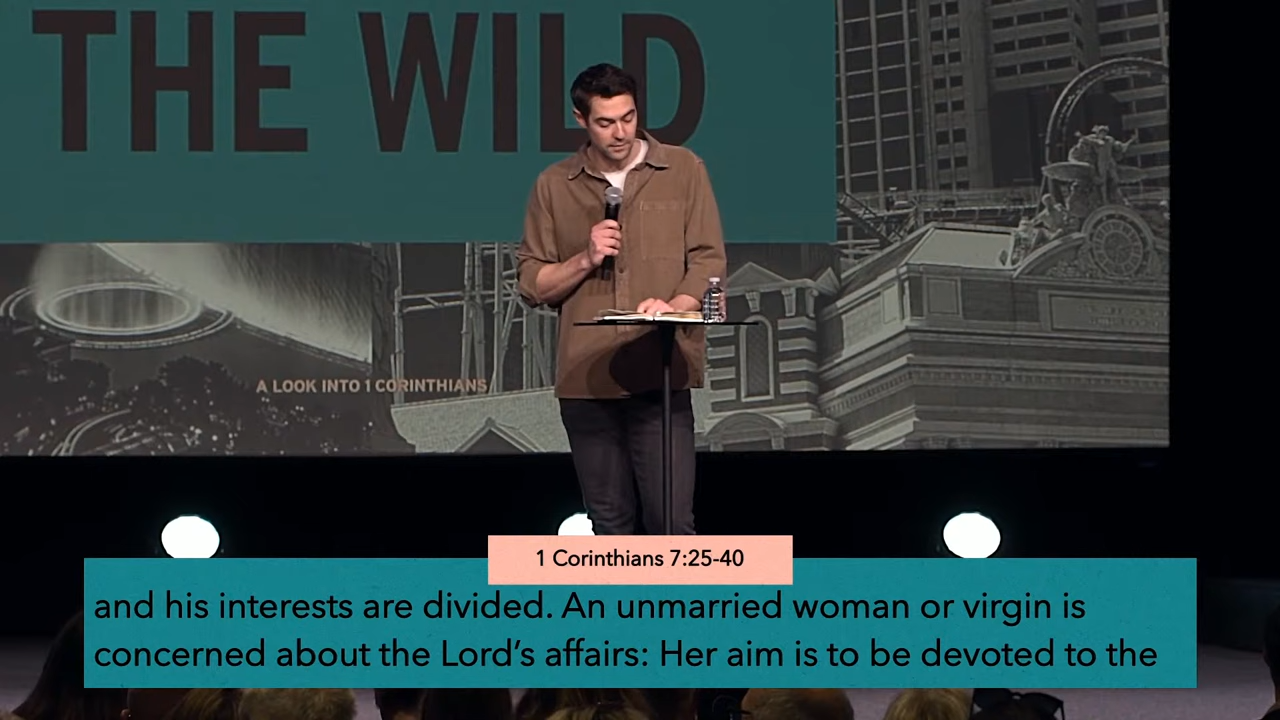 THE WILD
A LOOK INTO 1 CORINTHIANS
1 Corinthians 7:25-40
and his interests are divided. An unmarried woman or virgin is
concerned about the Lord's affairs: Her aim is to be devoted to the